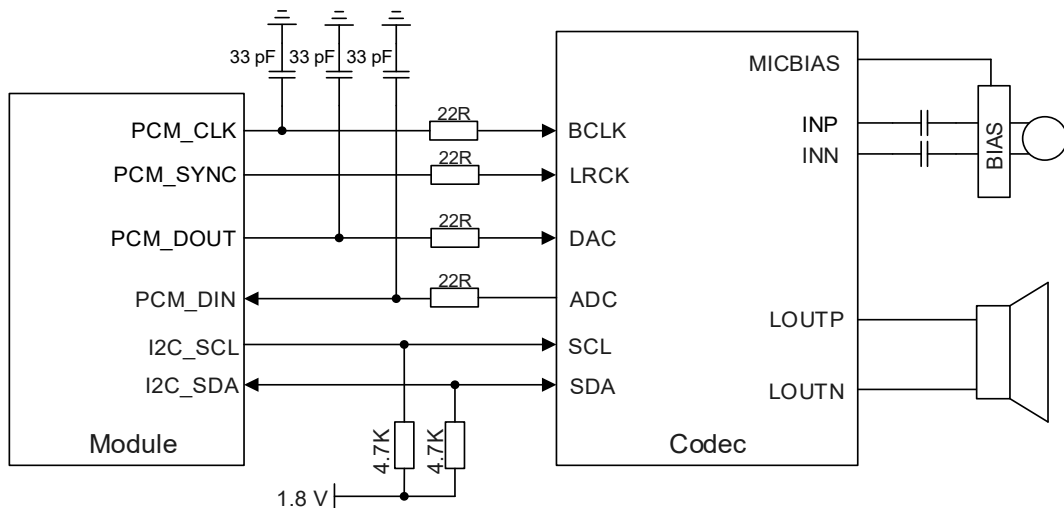 33 pF 33 pF 33 pF
MICBIAS
22R
PCM_CLK BCLK INP
22R
PCM_SYNC LRCK INN
BIAS
22R
PCM_DOUT DAC
22R
PCM_DIN ADC
LOUTP
I2C_SCL SCL
I2C_SDA SDA
LOUTN
Module 4.7K 4.7K Codec
1.8 V